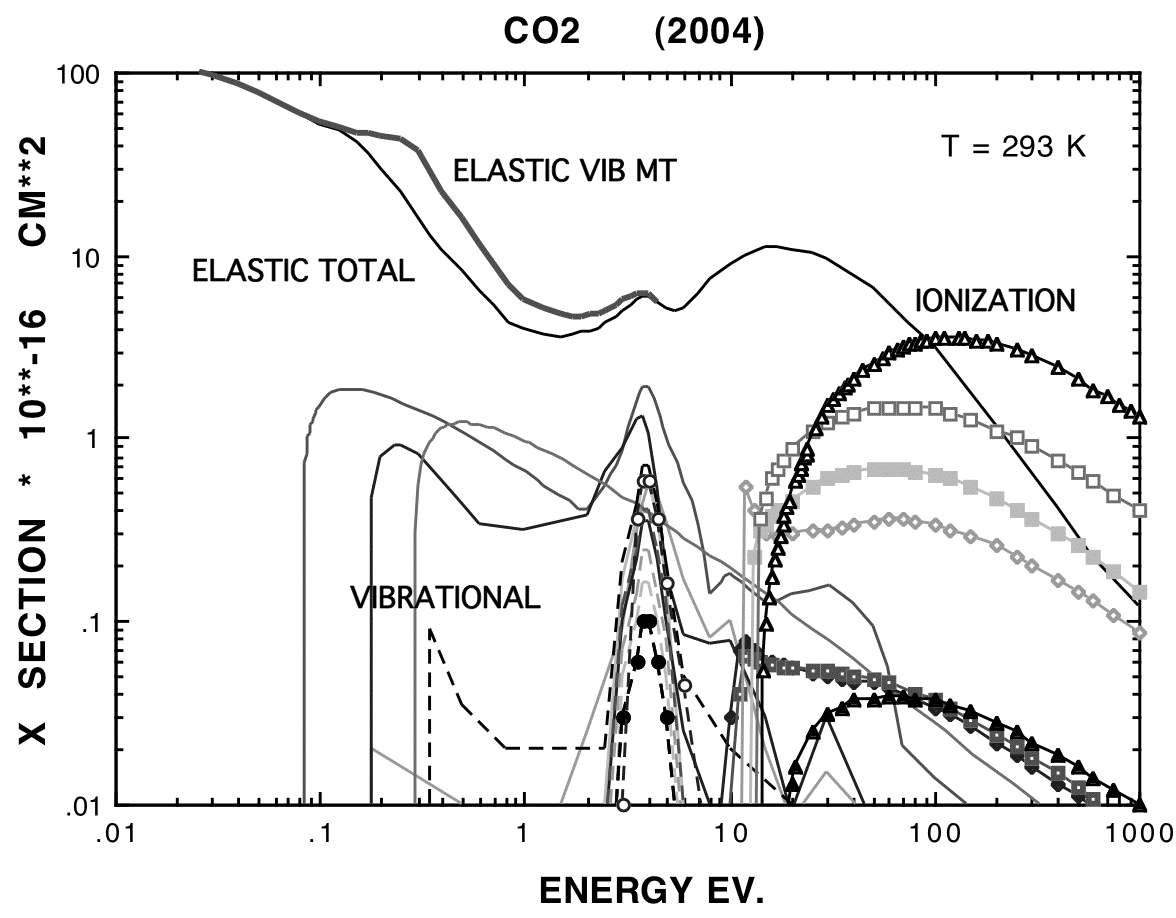 CO2 (2004)
100
T = 293 K
ELASTIC VIB MT
10
ELASTIC TOTAL
IONIZATION
1
VIBRATIONAL
.1
.01
X SECTION * 10**-16 CM**2
.01 .1 1 10 100 1000
ENERGY EV.